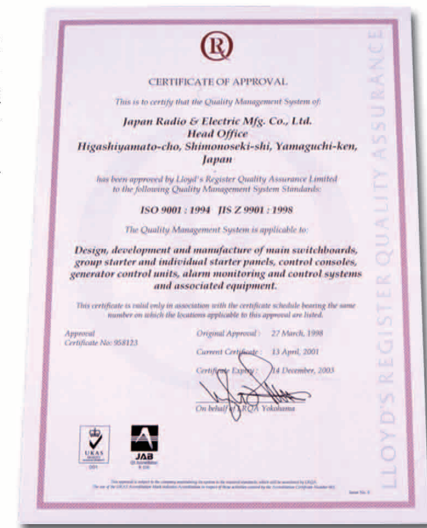 R
CERTIFICATE OF APPROVAL
This is to certify that the Quality Management System of:
Japan Radio & Electric Mfg. Co., Ltd.
Head Office
Higashiyamato-cho, Shimonoseki-shi, Yamaguchi-ken,
Japan
has been approved by Lloyd's Register Quality Assurance Limited
to the following Quality Management System Standards:
ISO 9001 : 1994 JIS Z 9901 : 1998
The Quality Management System is applicable to:
Design, development and manufacture of main switchboards,
group starter and individual starter panels, control consoles,
generator control units, alarm monitoring and control systems
and associated equipment.
This certificate is valid only in association with the certificate schedule bearing the same
number on which the locations applicable to this approval are listed.
Approval
Certificate No: 958123
Original Approval : 27 March, 1998
Current Certificate : 13 April, 2001
Certificate Expiry : 14 December, 2003
On behalf of LRQA Yokohama
UKAS
JAB
LLOYD'S REGISTER QUALITY ASSURANCE